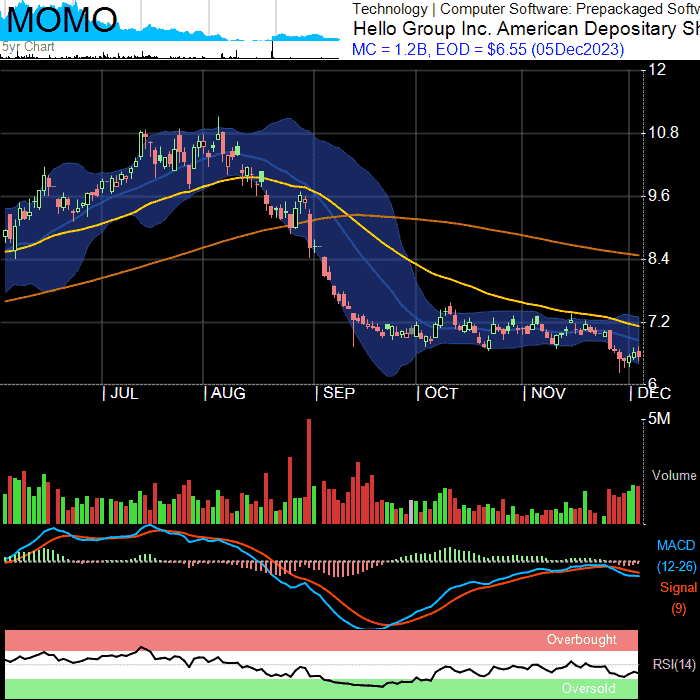 MOMO
5yr Chart
Technology | Computer Software: Prepackaged Softw
Hello Group Inc. American Depositary Sh
MC = 1.2B, EOD = $6.55 (05Dec2023)
12
10.8
9.6
8.4
7.2
6
JUL AUG SEP OCT NOV DEC
5M
Volume
MACD
(12-26)
Signal
(9)
Overbought
RSI(14)
Oversold